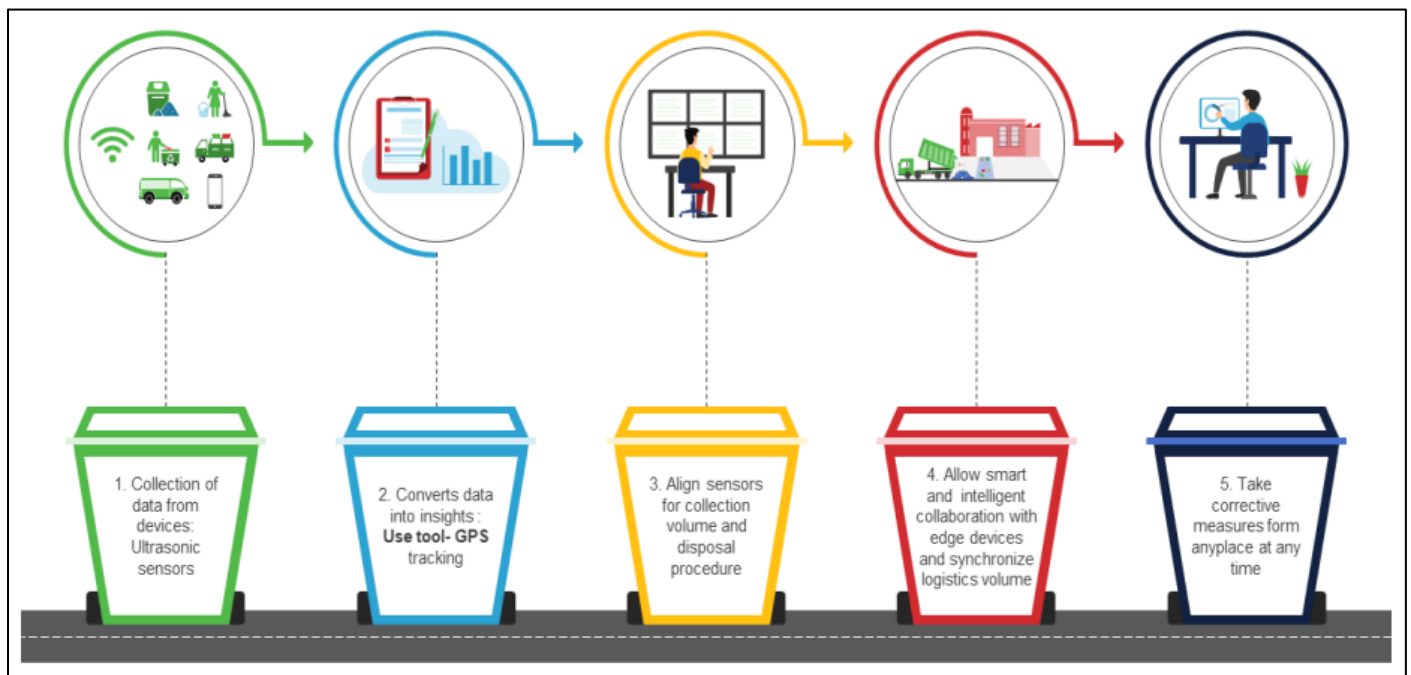 1. Collection of
data from
devices:
Ultrasonic
sensors
2. Converts data
into insights :
Use tool- GPS
tracking
3. Align sensors
for collection
volume and
disposal
procedure
4. Allow smart
and intelligent
collaboration with
edge devices
and synchronize
logistics volume
5. Take
corrective
measures form
anyplace at any
time